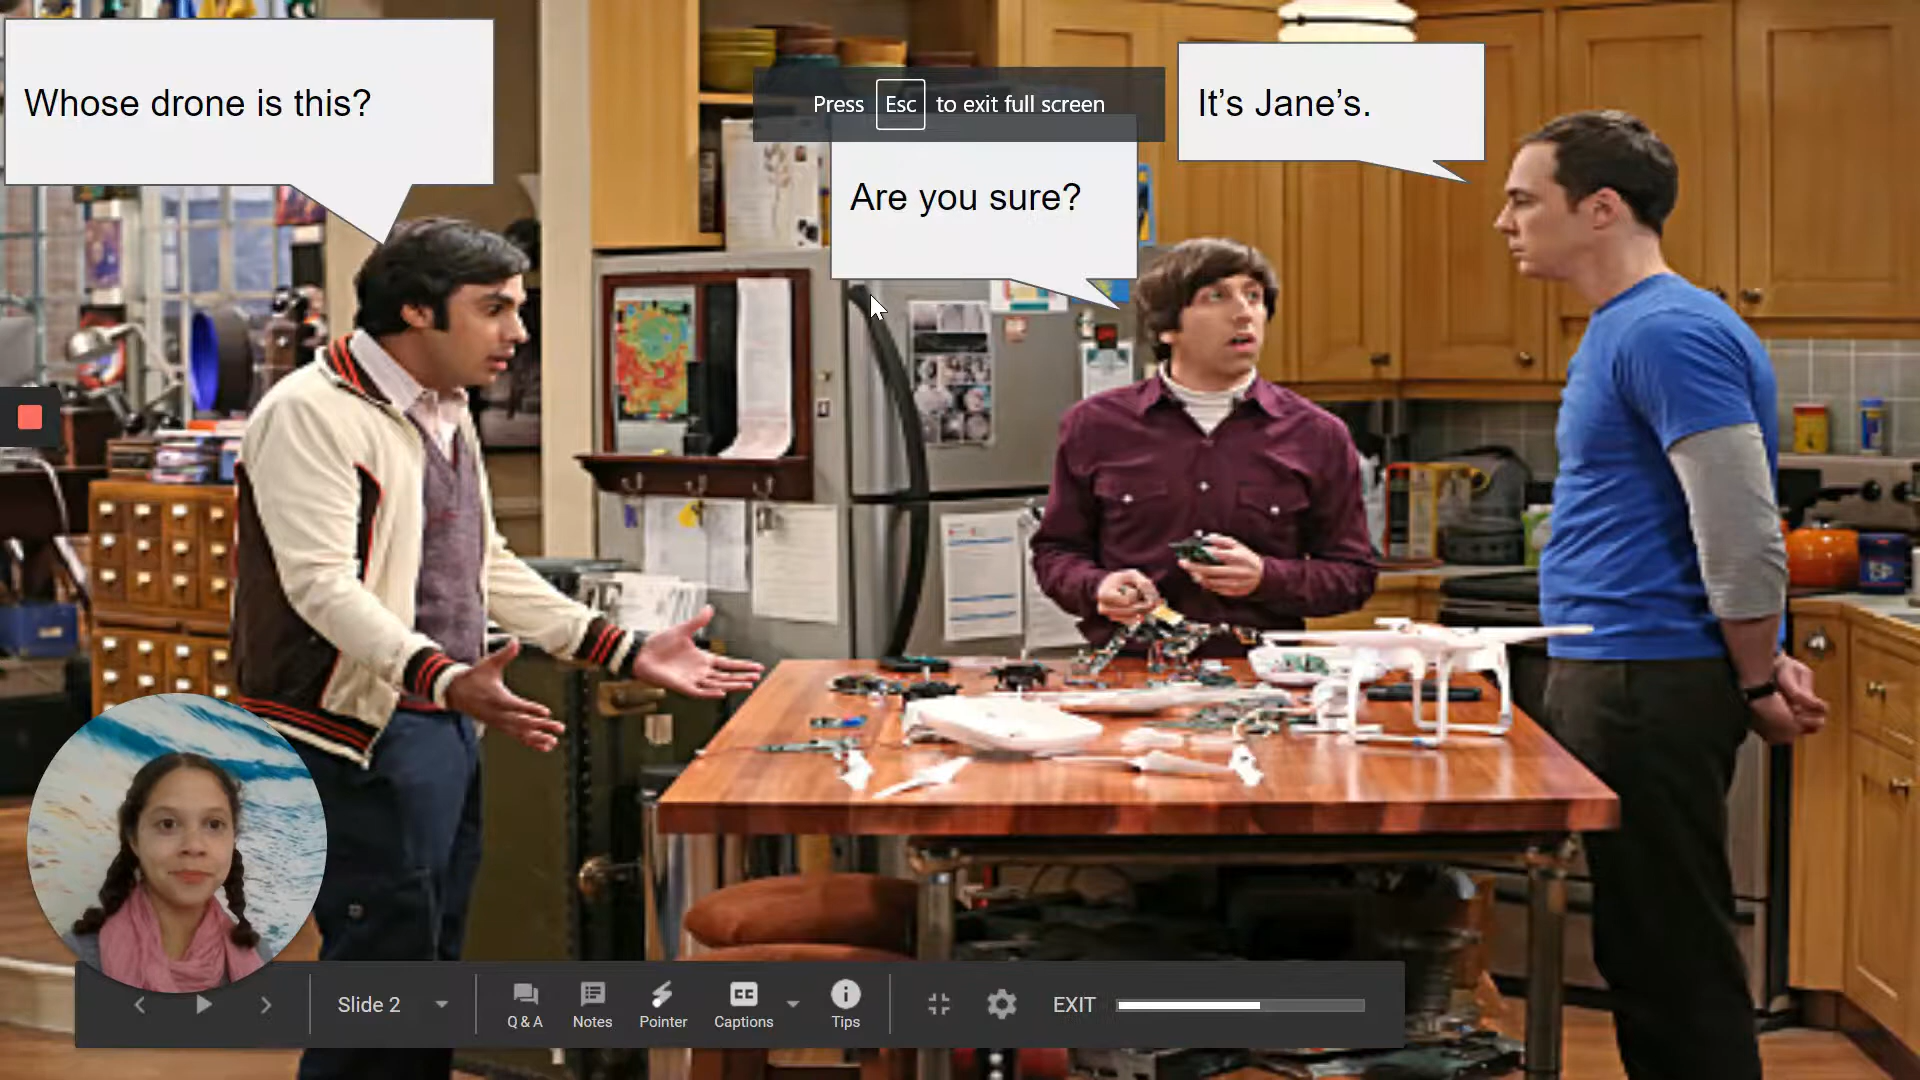 Whose drone is this?
It’s Jane’s.
Press Esc to exit full screen
Are you sure?
Slide 2
Q & A
Notes
CC
Pointer
Captions
Tips
EXIT